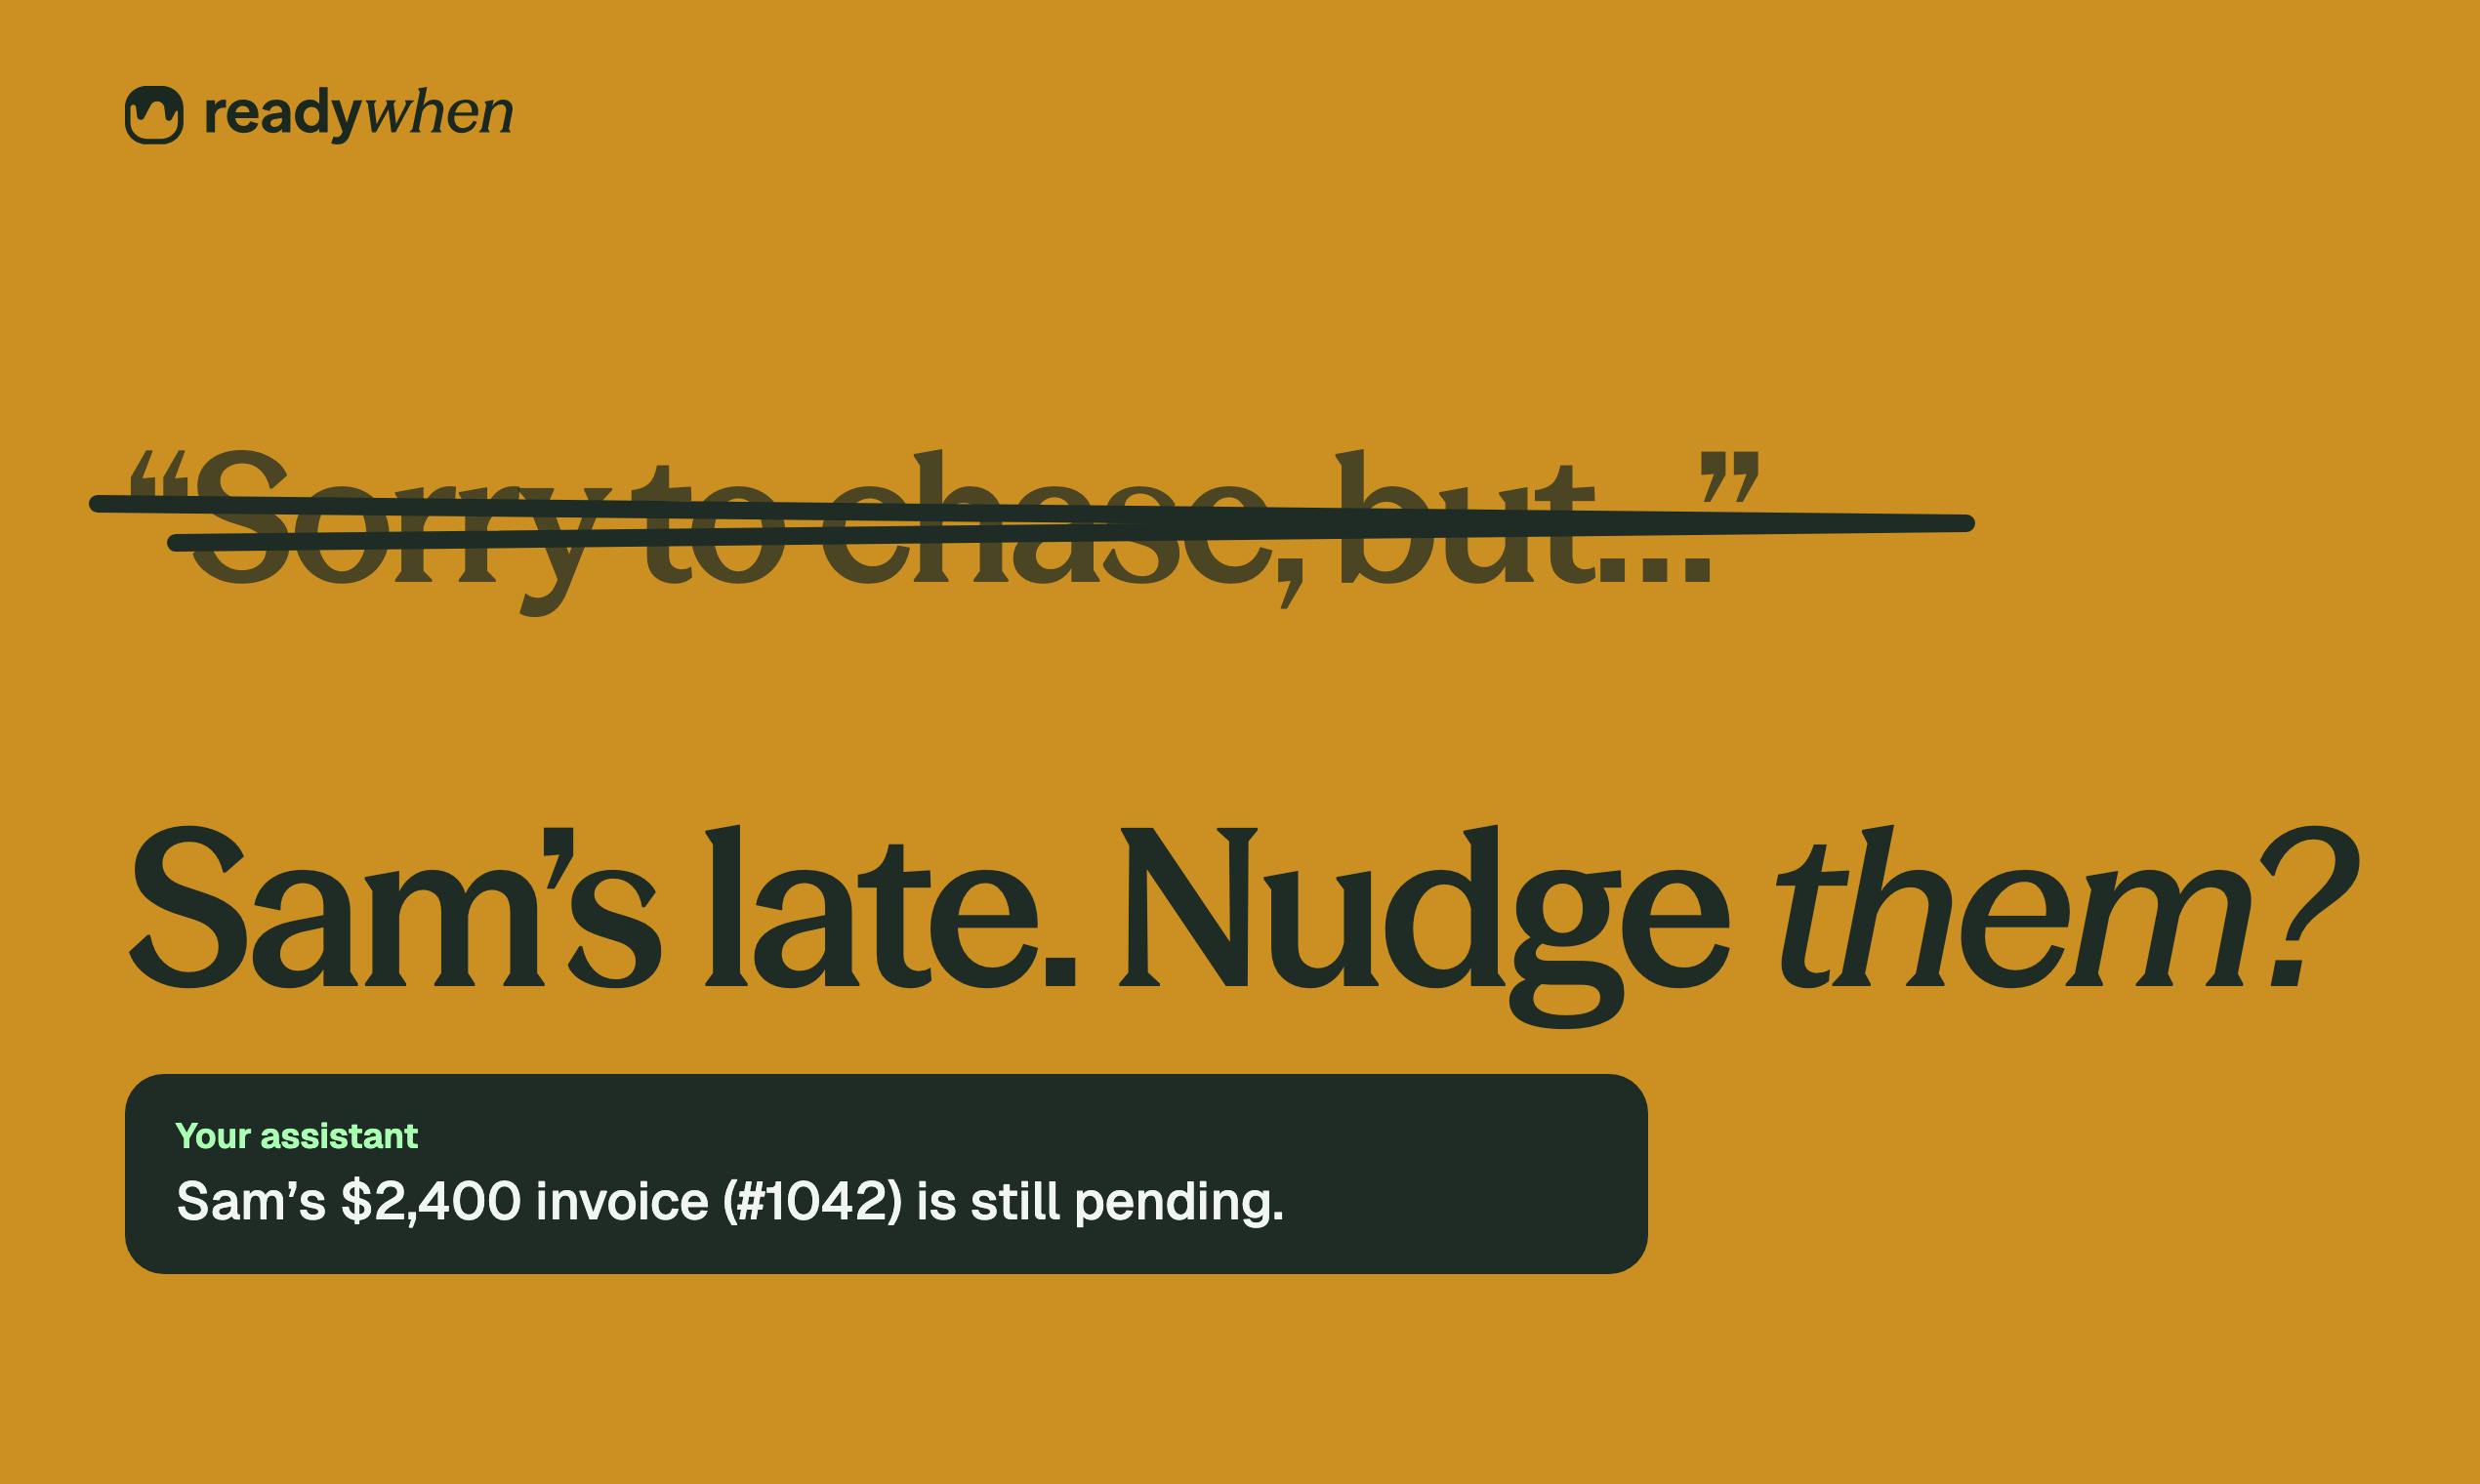 readywhen
“Sorry to chase, but...”
Sam’s late. Nudge them?
Your assistant
Sam’s $2,400 invoice (#1042) is still pending.